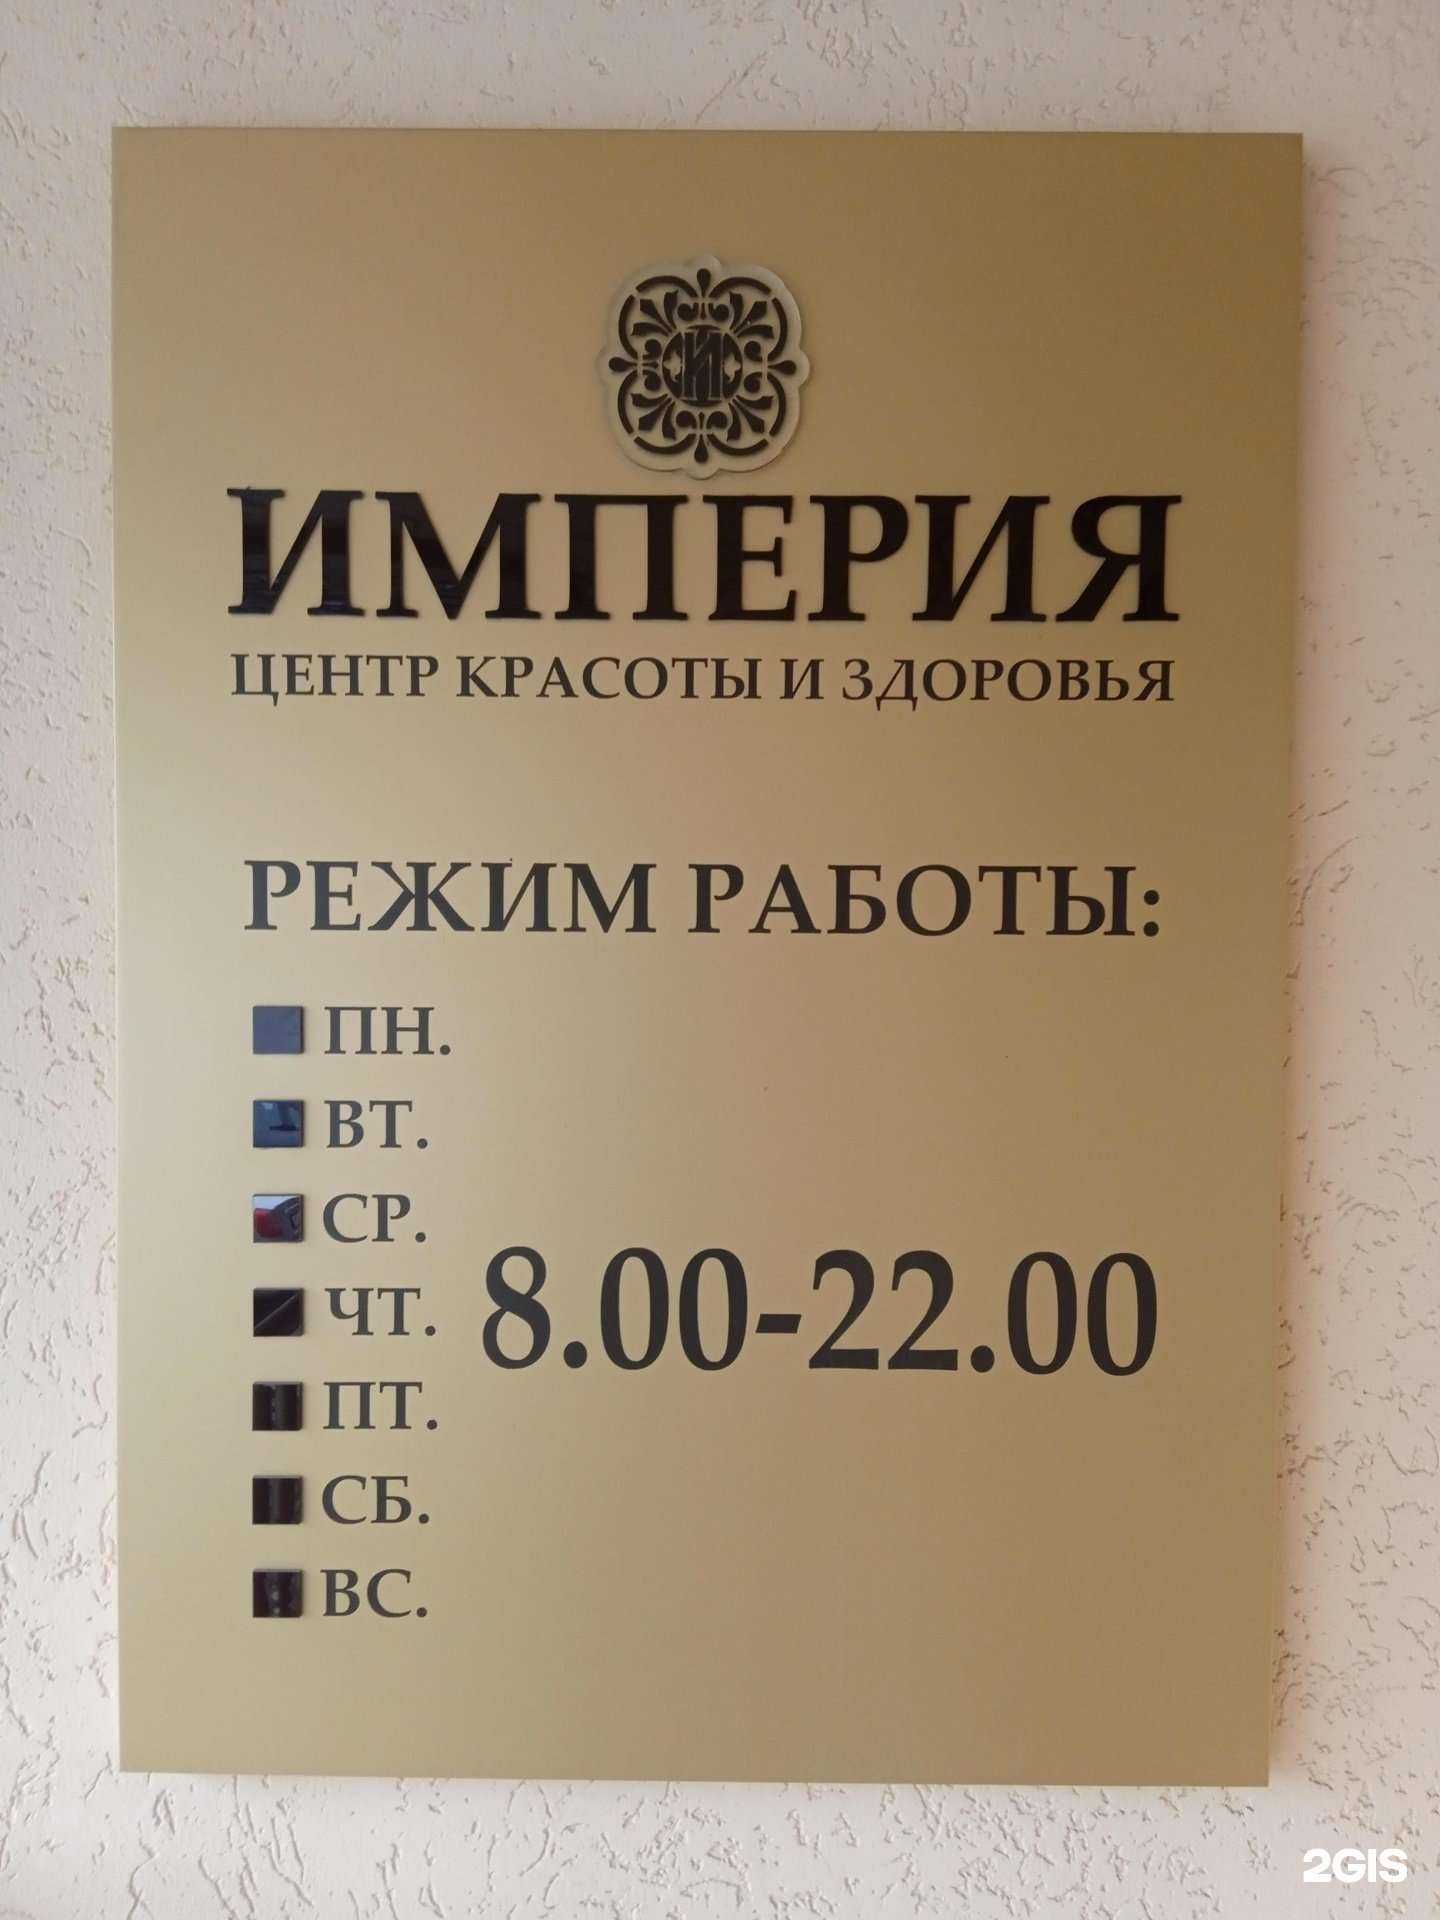 И
ИМПЕРИЯ
ЦЕНТР КРАСОТЫ И ЗДОРОВЬЯ
РЕЖИМ РАБОТЫ:
ПН.
ВТ.
СР.
ЧТ. 8.00-22.00
ПТ.
СБ.
ВС.
2GIS